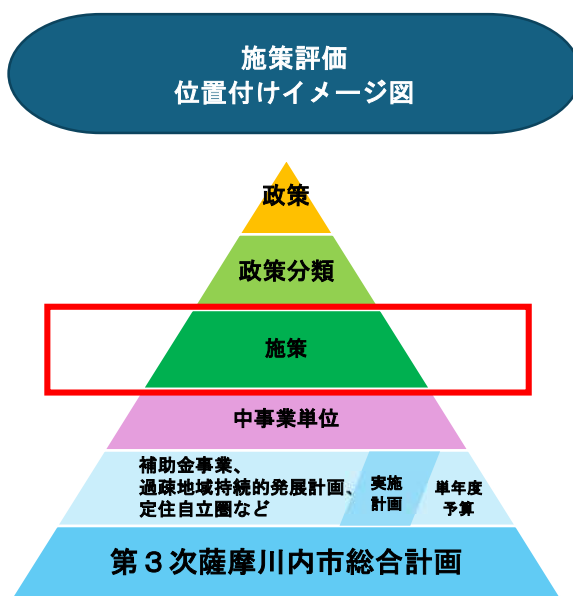 施策評価
位置付けイメージ図
政策
政策分類
施策
中事業単位
補助金事業、
過疎地域持続的発展計画、
定住自立圏など
実施
計画
単年度
予算
第３次薩摩川内市総合計画